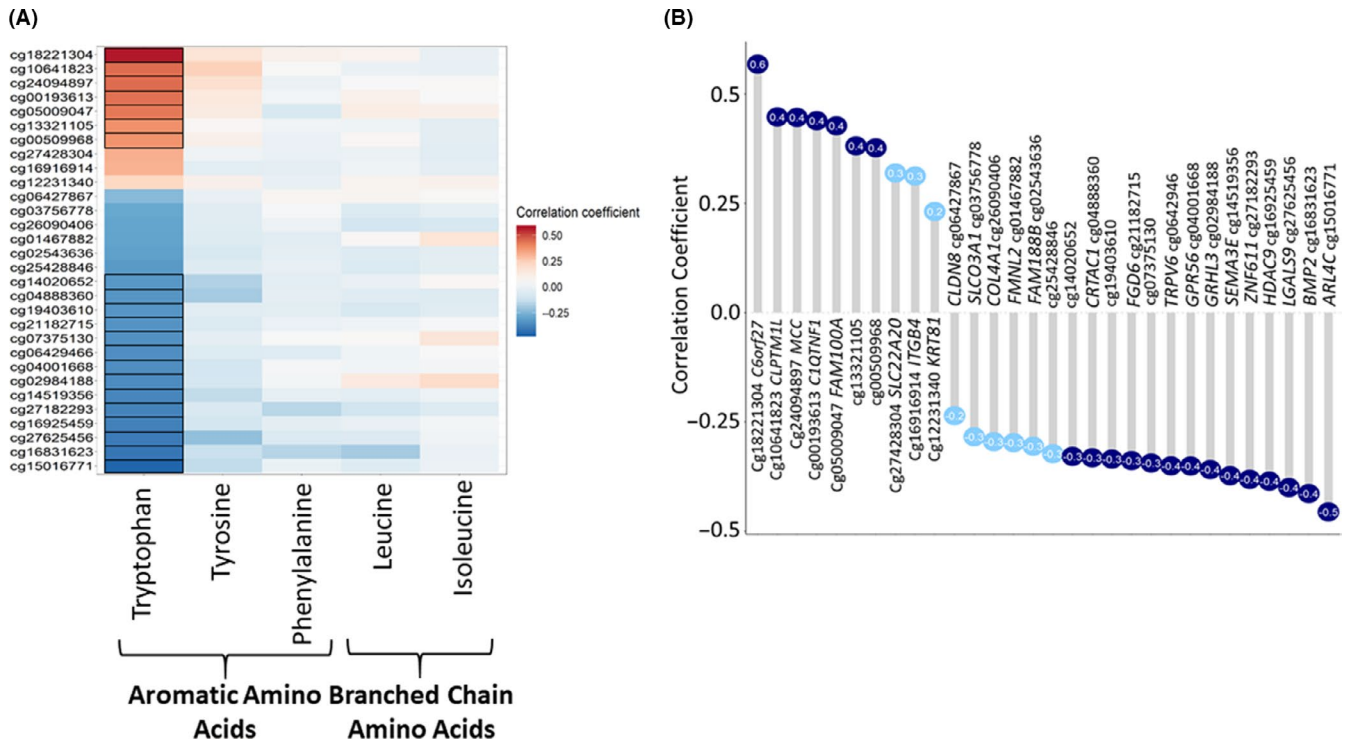 (A)
cg18221304
cg10641823
cg24094897
cg00193613
cg05009047
cg13321105
cg00509968
cg27428304
cg16916914
cg12231340
cg06427867
cg03756778
cg26090406
cg01467882
cg02543636
cg25428846
cg14020652
cg04888360
cg19403610
cg21182715
cg07375130
cg06429466
cg04001668
cg02984188
cg14519356
cg27182293
cg16925459
cg27625456
cg16831623
cg15016771
Tryptophan
Tyrosine
Phenylalanine
Leucine
Isoleucine
Aromatic Amino
Acids
Branched Chain
Amino Acids
Correlation coefficient
0.50
0.25
0.00
−0.25
(B)
Correlation Coefficient
0.5
0.25
0.0
−0.25
−0.5
0.6
0.4
0.4
0.4
0.4
0.4
0.4
0.3
0.3
0.2
-0.2
-0.3
-0.3
-0.3
-0.3
-0.3
-0.3
-0.3
-0.3
-0.3
-0.3
-0.4
-0.4
-0.4
-0.4
-0.4
-0.4
-0.4
-0.4
-0.5
Cg18221304 C6orf27
Cg10641823 CLPTM1L
Cg24094897 MCC
Cg00193613 C1QTNF1
Cg05009047 FAM100A
cg13321105
cg00509968
Cg27428304 SLC22A20
cg16916914 ITGB4
Cg12231340 KRT81
CLDN8 cg06427867
SLCO3A1 cg03756778
COL4A1cg26090406
FMNL2 cg01467882
FAM188B cg02543636
cg25428846
cg14020652
CRTAC1 cg04888360
cg19403610
FGD6 cg21182715
cg07375130
TRPV6 cg0642946
GPR56 cg04001668
GRHL3 cg02984188
SEMA3E cg14519356
ZNF611 cg27182293
HDAC9 cg16925459
LGALS9 cg27625456
BMP2 cg16831623
ARL4C cg15016771